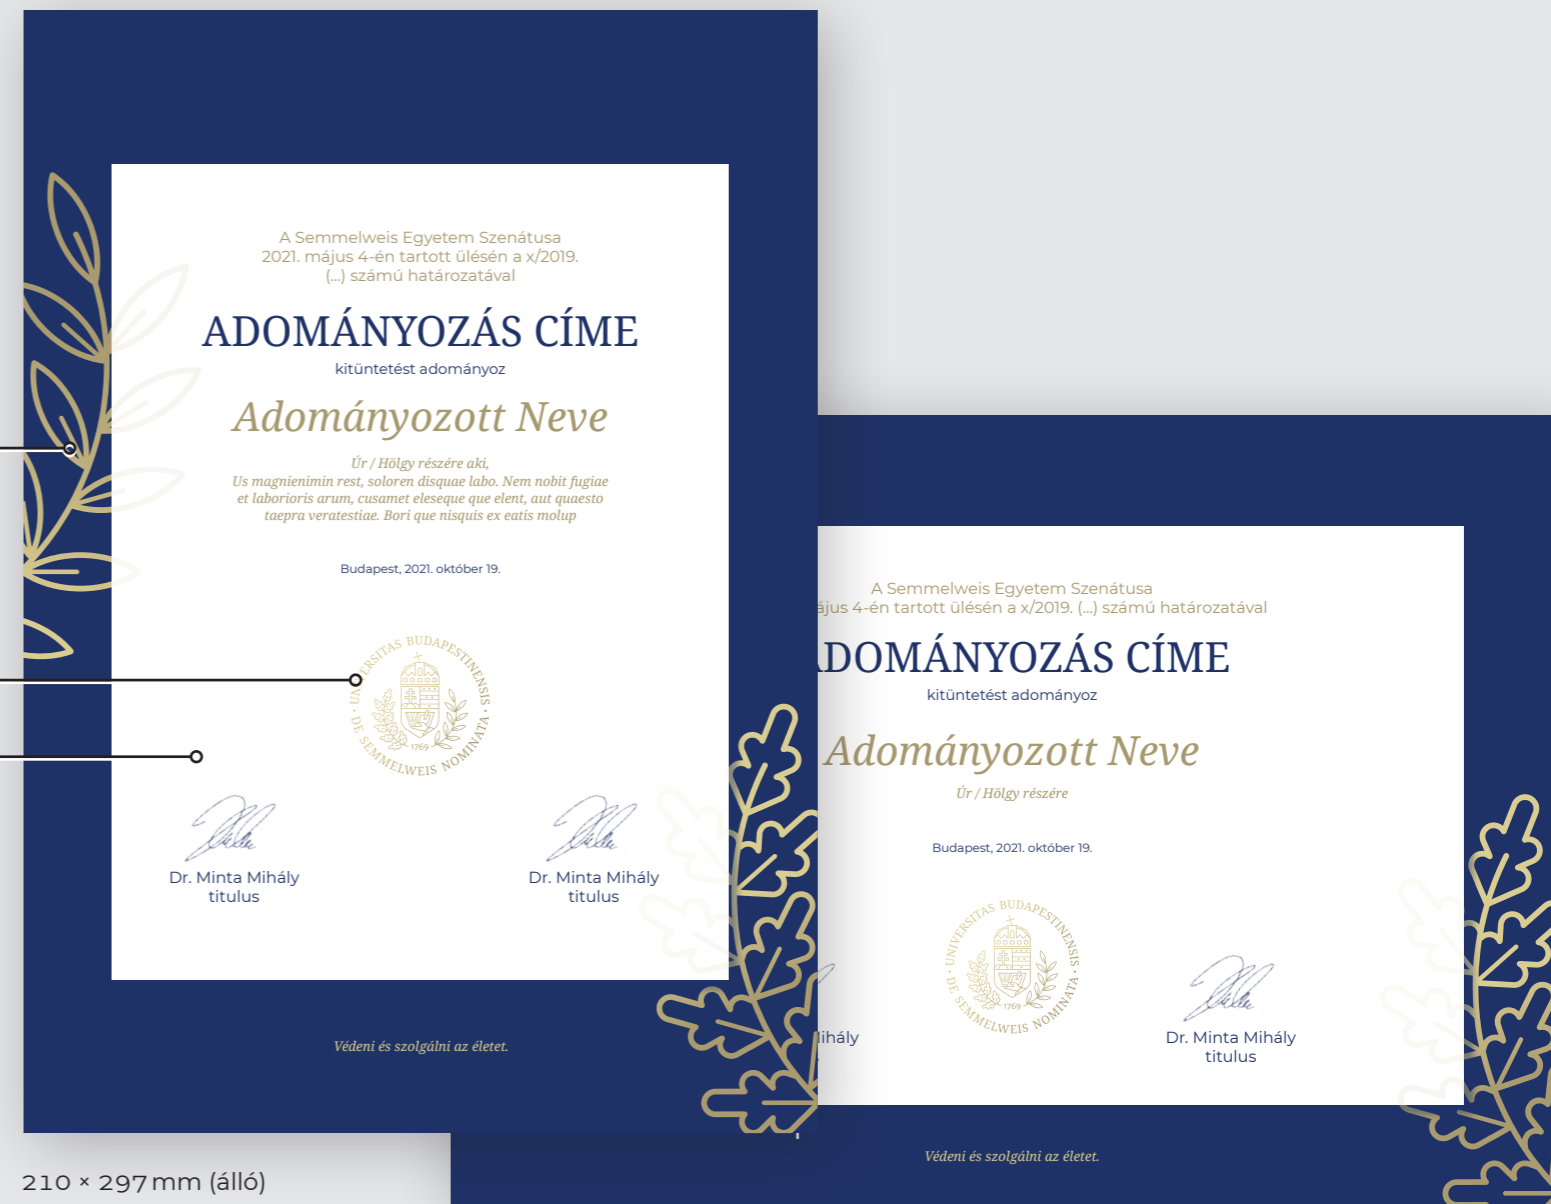 A Semmelweis Egyetem Szenátusa
2021. május 4-én tartott ülésén a x/2019.
(...) számú határozatával
ADOMÁNYOZÁS CÍME
kitüntetést adományoz
Adományozott Neve
Úr / Hölgy részére aki,
Us magnienimin rest, soloren disquae labo. Nem nobit fugiae
et laborioris arum, cusamet eleseque que elent, aut quaesto
taepra veratestiae. Bori que nisquis ex eatis molup
Budapest, 2021. október 19.
UNIVERSITAS BUDAPESTINENSIS · DE SEMMELWEIS NOMINATA ·
1769
Dr. Minta Mihály
titulus
Dr. Minta Mihály
titulus
Védeni és szolgálni az életet.
210 × 297 mm (álló)
A Semmelweis Egyetem Szenátusa
ájus 4-én tartott ülésén a x/2019. (...) számú határozatával
DOMÁNYOZÁS CÍME
kitüntetést adományoz
Adományozott Neve
Úr / Hölgy részére
Budapest, 2021. október 19.
UNIVERSITAS BUDAPESTINENSIS · DE SEMMELWEIS NOMINATA ·
1769
ihály
Dr. Minta Mihály
titulus
Védeni és szolgálni az életet.